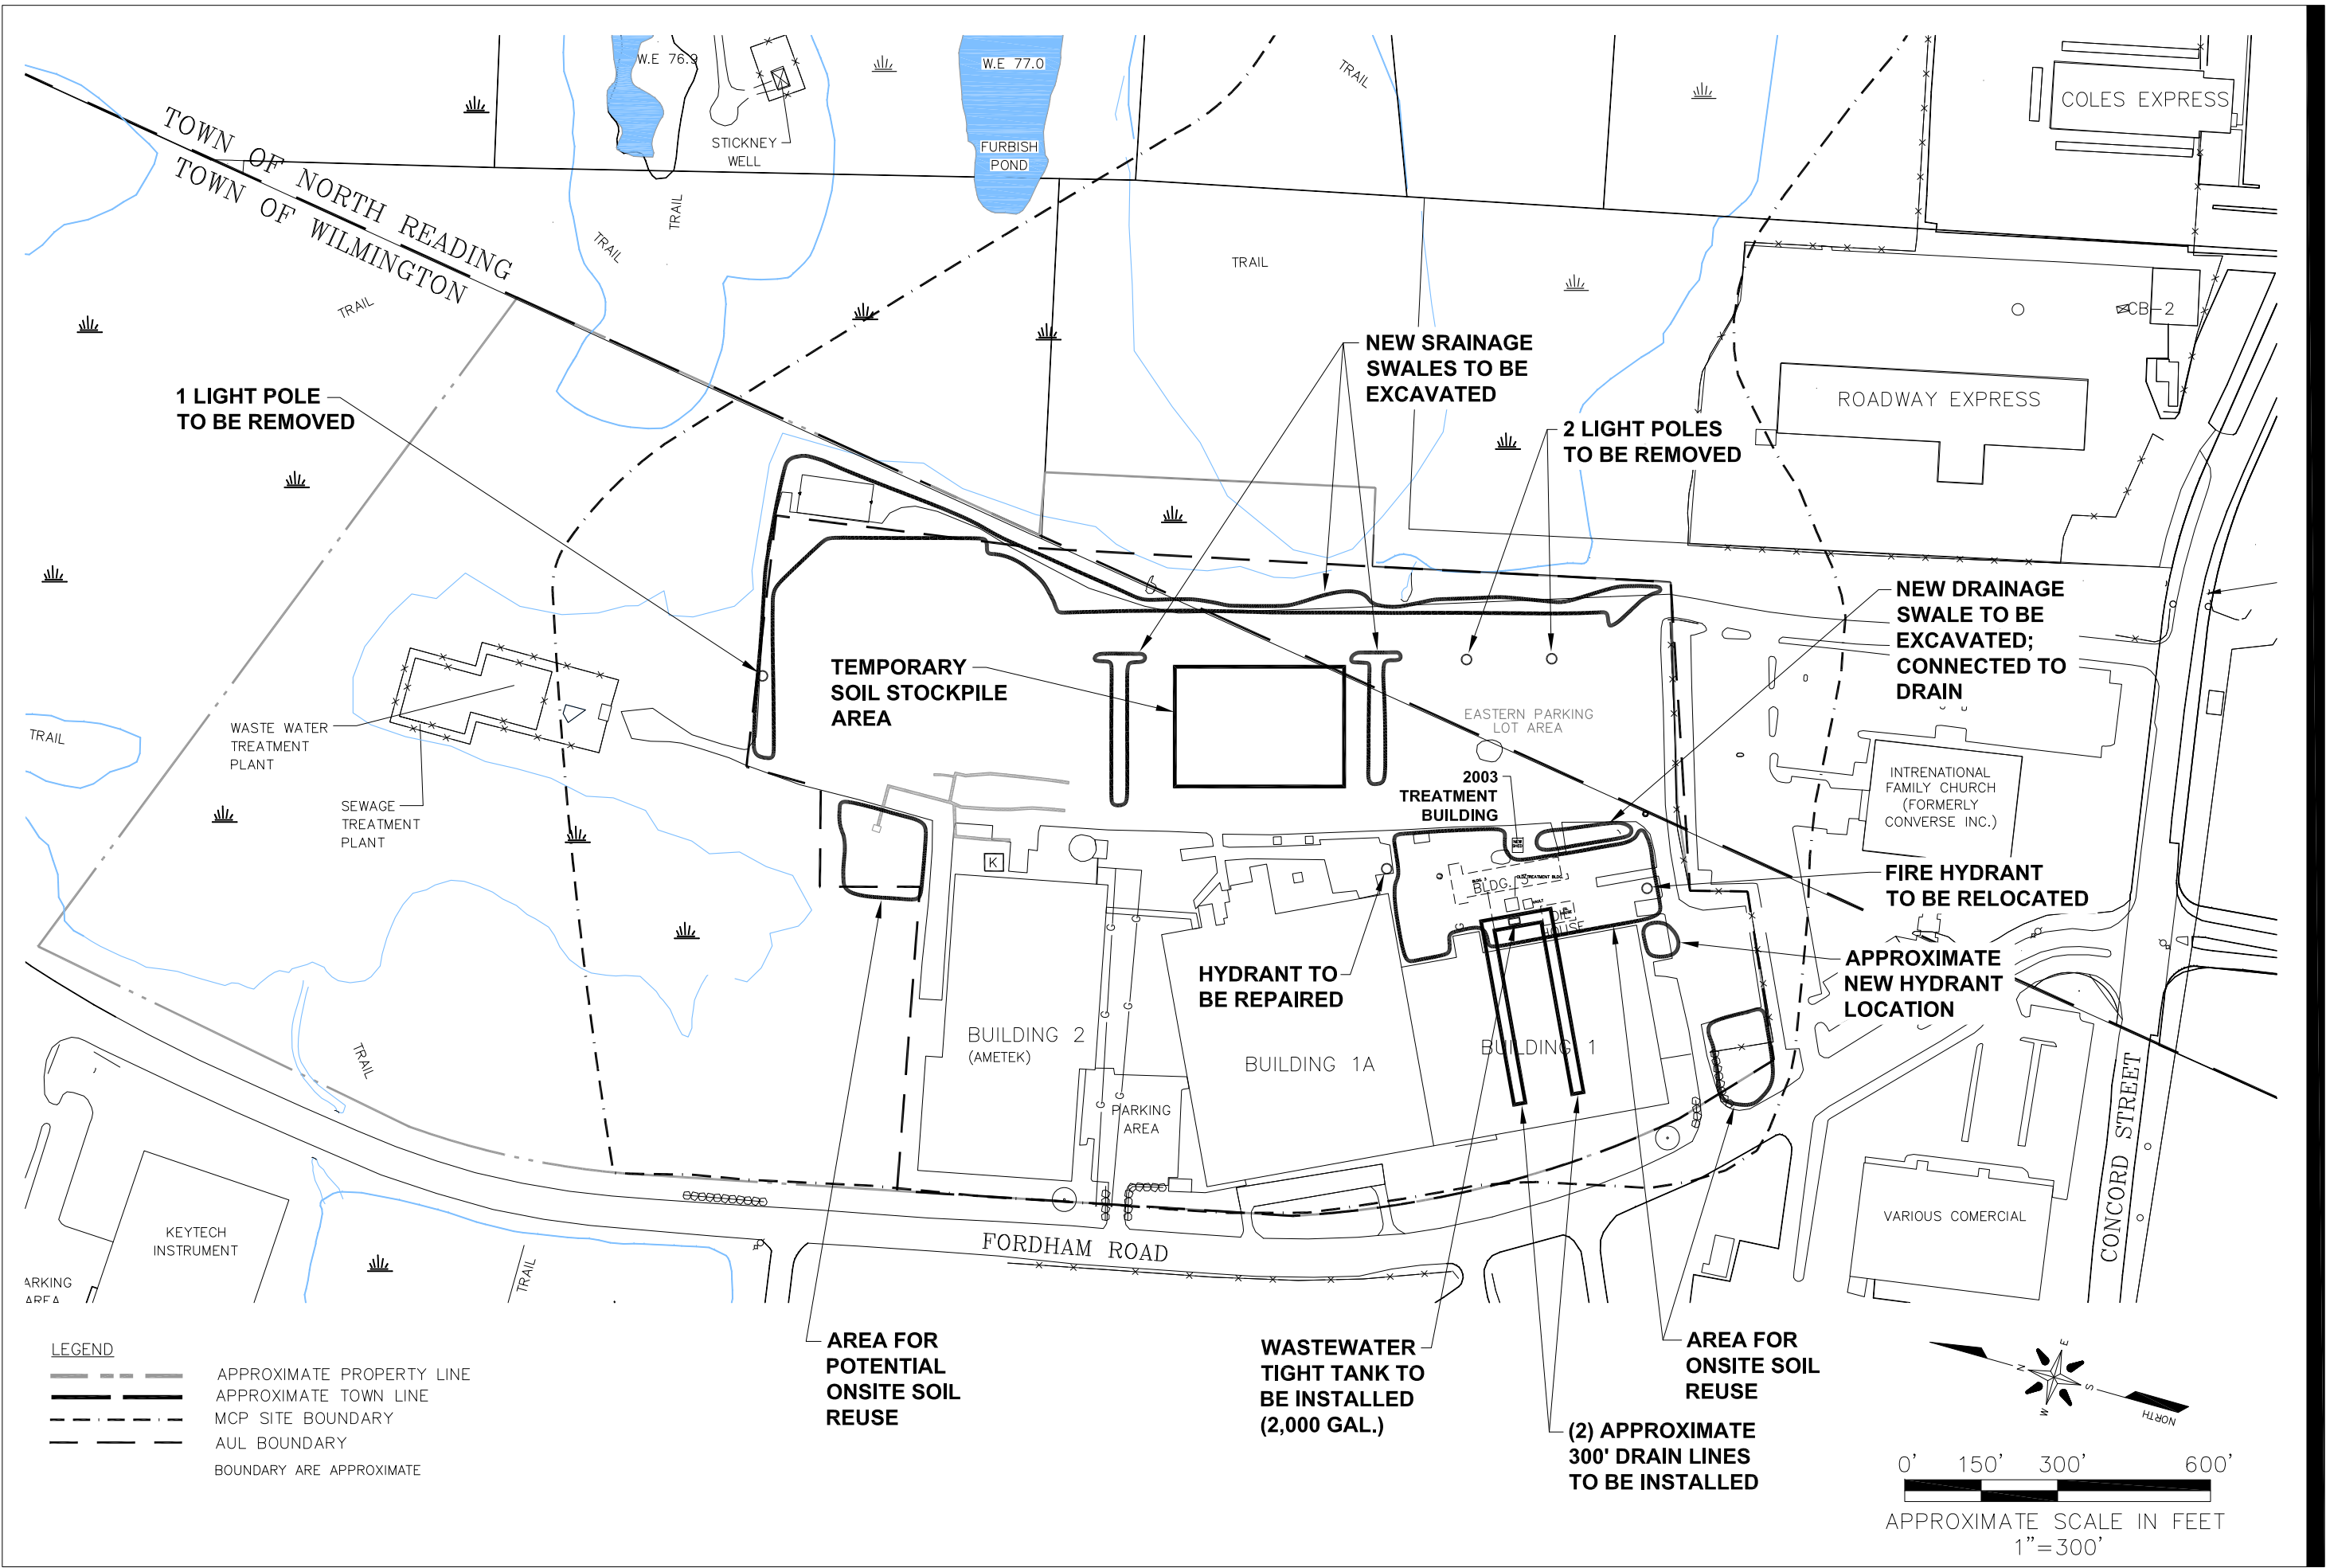 W.E 76.9
W.E 77.0
STICKNEY
WELL
FURBISH
POND
TRAIL
COLES EXPRESS
TOWN OF NORTH READING
TOWN OF WILMINGTON
TRAIL
TRAIL
TRAIL
TRAIL
CB-2
ROADWAY EXPRESS
1 LIGHT POLE
TO BE REMOVED
NEW SRAINAGE
SWALES TO BE
EXCAVATED
2 LIGHT POLES
TO BE REMOVED
NEW DRAINAGE
SWALE TO BE
EXCAVATED;
CONNECTED TO
DRAIN
TEMPORARY
SOIL STOCKPILE
AREA
EASTERN PARKING
LOT AREA
TRAIL
WASTE WATER
TREATMENT
PLANT
SEWAGE
TREATMENT
PLANT
2003
TREATMENT
BUILDING
INTRENATIONAL
FAMILY CHURCH
(FORMERLY
CONVERSE INC.)
K
BLDG. 3
HOUSE
FIRE HYDRANT
TO BE RELOCATED
HYDRANT TO
BE REPAIRED
APPROXIMATE
NEW HYDRANT
LOCATION
G
G
G
G
G
G
G
BUILDING 2
(AMETEK)
BUILDING 1A
BUILDING 1
TRAIL
PARKING
AREA
CONCORD STREET
KEYTECH
INSTRUMENT
FORDHAM ROAD
VARIOUS COMERCIAL
ARKING
AREA
TRAIL
AREA FOR
POTENTIAL
ONSITE SOIL
REUSE
WASTEWATER
TIGHT TANK TO
BE INSTALLED
(2,000 GAL.)
(2) APPROXIMATE
300' DRAIN LINES
TO BE INSTALLED
AREA FOR
ONSITE SOIL
REUSE
LEGEND
APPROXIMATE PROPERTY LINE
APPROXIMATE TOWN LINE
MCP SITE BOUNDARY
AUL BOUNDARY
BOUNDARY ARE APPROXIMATE
N
E
S
W
NORTH
0' 150' 300' 600'
APPROXIMATE SCALE IN FEET
1"=300'